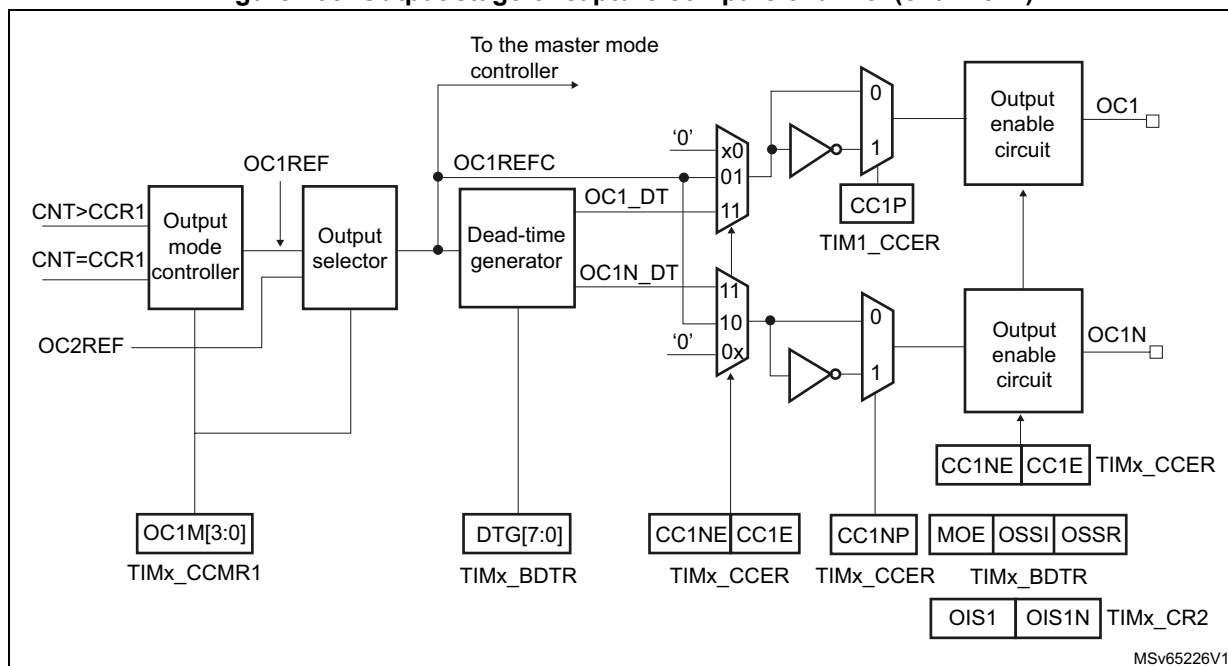 To the master mode
controller
OC1REF
OC1REFC
CNT>CCR1
CNT=CCR1
Output
mode
controller
Output
selector
OC2REF
Dead-time
generator
OC1_DT
OC1N_DT
'0'
x0
01
11
11
10
'0'
0x
0
1
CC1P
TIM1_CCER
0
1
Output
enable
circuit
OC1
Output
enable
circuit
OC1N
CC1NE CC1E TIMx_CCER
OC1M[3:0]
TIMx_CCMR1
DTG[7:0]
TIMx_BDTR
CC1NE CC1E
TIMx_CCER
CC1NP
TIMx_CCER
MOE OSSI OSSR
TIMx_BDTR
OIS1 OIS1N TIMx_CR2
MSv65226V1